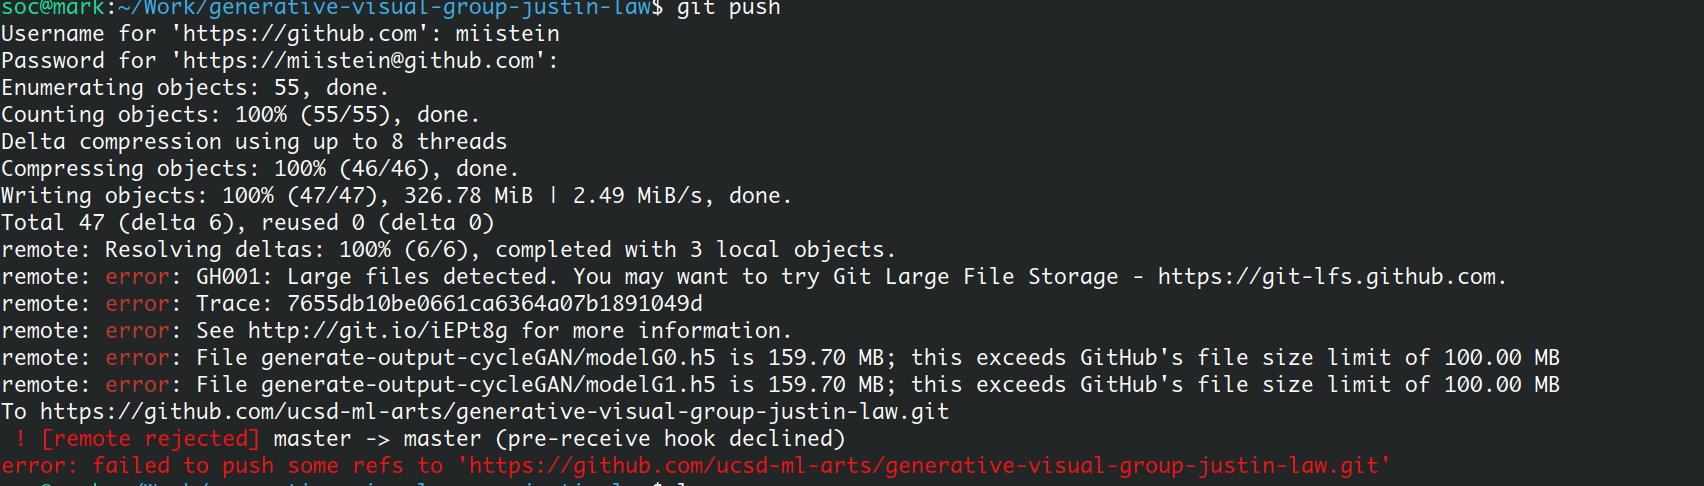 soc@mark:~/Work/generative-visual-group-justin-law$ git push
Username for 'https://github.com': miistein
Password for 'https://miistein@github.com':
Enumerating objects: 55, done.
Counting objects: 100% (55/55), done.
Delta compression using up to 8 threads
Compressing objects: 100% (46/46), done.
Writing objects: 100% (47/47), 326.78 MiB | 2.49 MiB/s, done.
Total 47 (delta 6), reused 0 (delta 0)
remote: Resolving deltas: 100% (6/6), completed with 3 local objects.
remote: error: GH001: Large files detected. You may want to try Git Large File Storage - https://git-lfs.github.com.
remote: error: Trace: 7655db10be0661ca6364a07b1891049d
remote: error: See http://git.io/iEPt8g for more information.
remote: error: File generate-output-cycleGAN/modelG0.h5 is 159.70 MB; this exceeds GitHub's file size limit of 100.00 MB
remote: error: File generate-output-cycleGAN/modelG1.h5 is 159.70 MB; this exceeds GitHub's file size limit of 100.00 MB
To https://github.com/ucsd-ml-arts/generative-visual-group-justin-law.git
 ! [remote rejected] master -> master (pre-receive hook declined)
error: failed to push some refs to 'https://github.com/ucsd-ml-arts/generative-visual-group-justin-law.git'